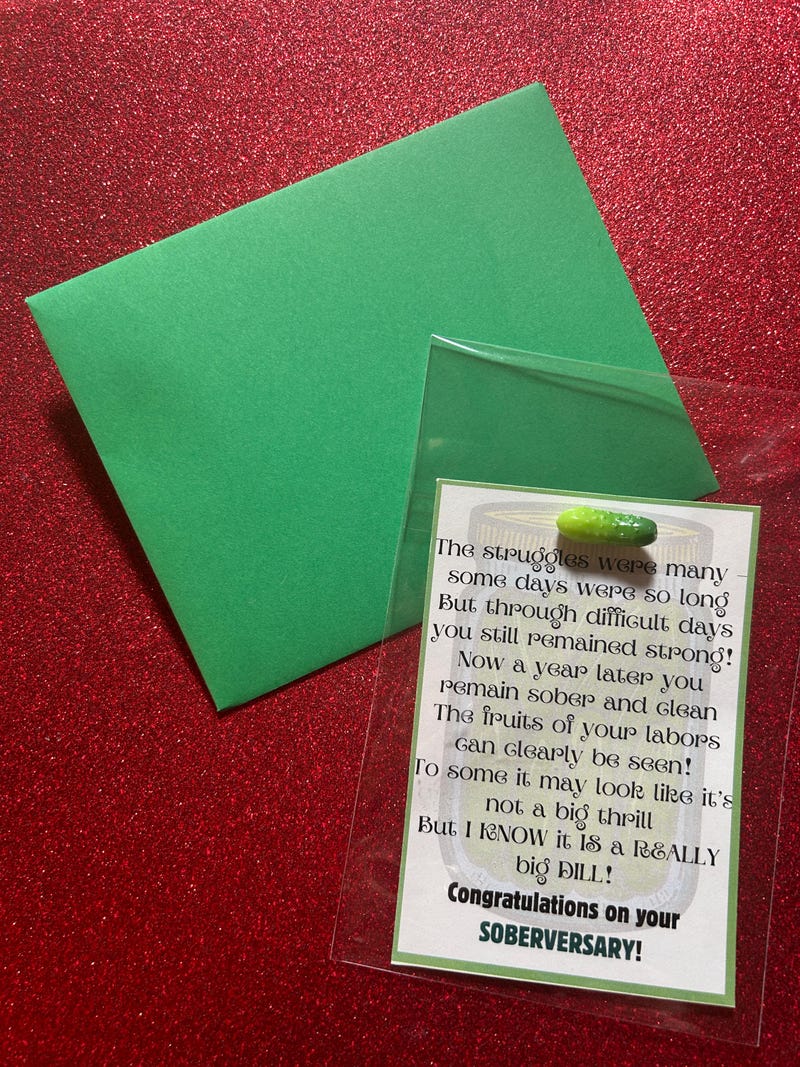 The struggles were many
some days were so long
But through difficult days
you still remained strong!
Now a year later you
remain sober and clean
The fruits of your labors
can clearly be seen!
To some it may look like it's
not a big thrill
But I KNOW it IS a REALLY
big DILL!
Congratulations on your
SOBERVERSARY!